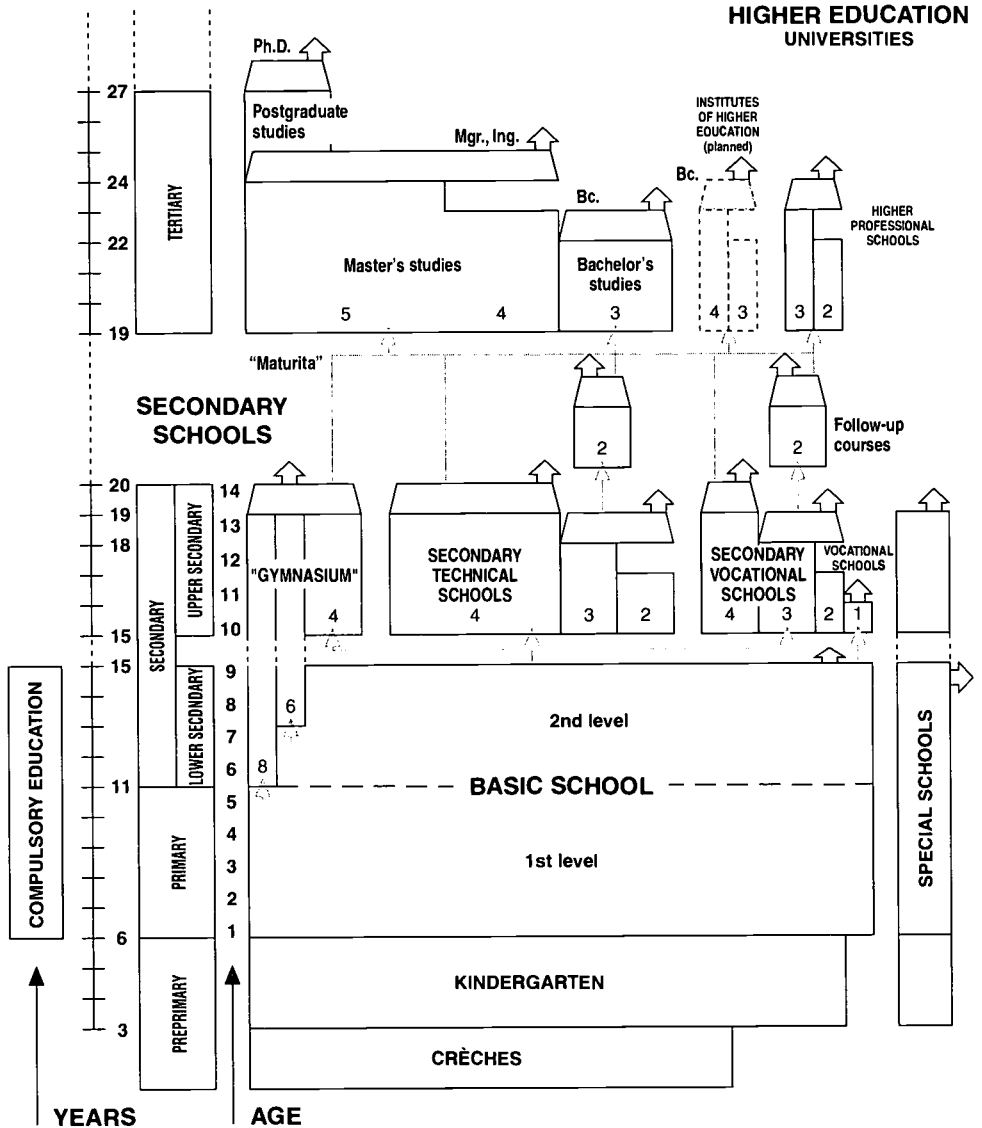 HIGHER EDUCATION
UNIVERSITIES
Ph.D.
27
Postgraduate
studies
Mgr., Ing.
INSTITUTES
OF HIGHER
EDUCATION
(planned)
Bc.
24
Bc.
HIGHER
PROFESSIONAL
SCHOOLS
TERTIARY
22
Master's studies
Bachelor's
studies
5
4
3
4
3
3
2
19
"Maturita"
SECONDARY
SCHOOLS
2
2
Follow-up
courses
20
19
18
15
15
11
6
3
SECONDARY
UPPER SECONDARY
LOWER SECONDARY
PRIMARY
PREPRIMARY
COMPULSORY EDUCATION
14
13
12
11
10
9
8
7
6
5
4
3
2
1
"GYMNASIUM"
4
SECONDARY
TECHNICAL
SCHOOLS
4
3
2
SECONDARY
VOCATIONAL
SCHOOLS
4
3
2
VOCATIONAL
SCHOOLS
1
6
8
2nd level
BASIC SCHOOL
1st level
SPECIAL SCHOOLS
KINDERGARTEN
CRÈCHES
YEARS
AGE